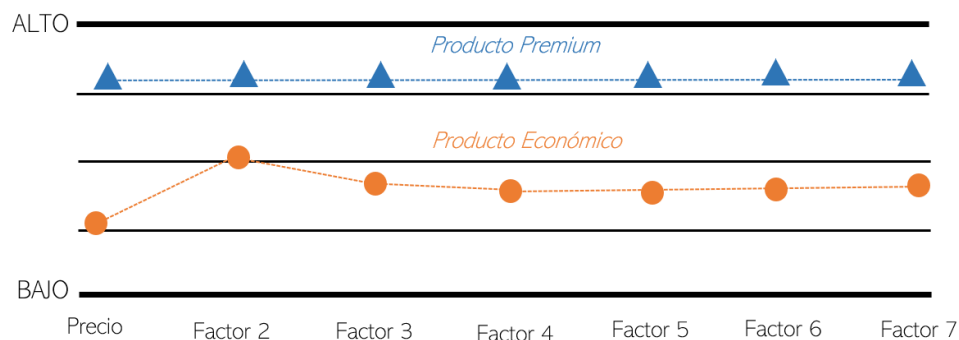 ALTO
Producto Premium
Producto Económico
BAJO
Precio
Factor 2
Factor 3
Factor 4
Factor 5
Factor 6
Factor 7